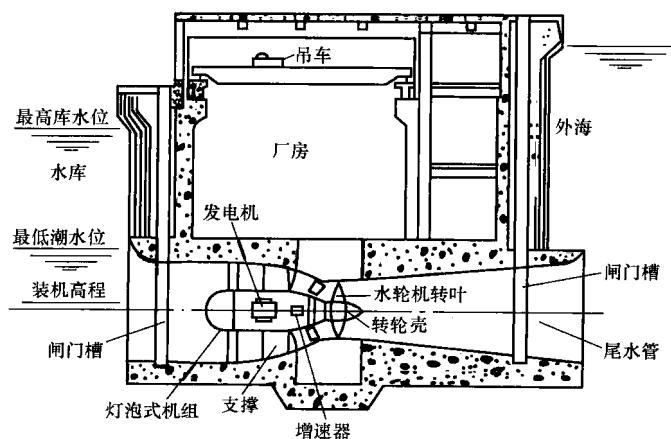 吊车
最高库水位
水库
厂房
外海
发电机
最低潮水位
装机高程
水轮机转叶
闸门槽
转轮壳
闸门槽
尾水管
灯泡式机组
支撑
增速器